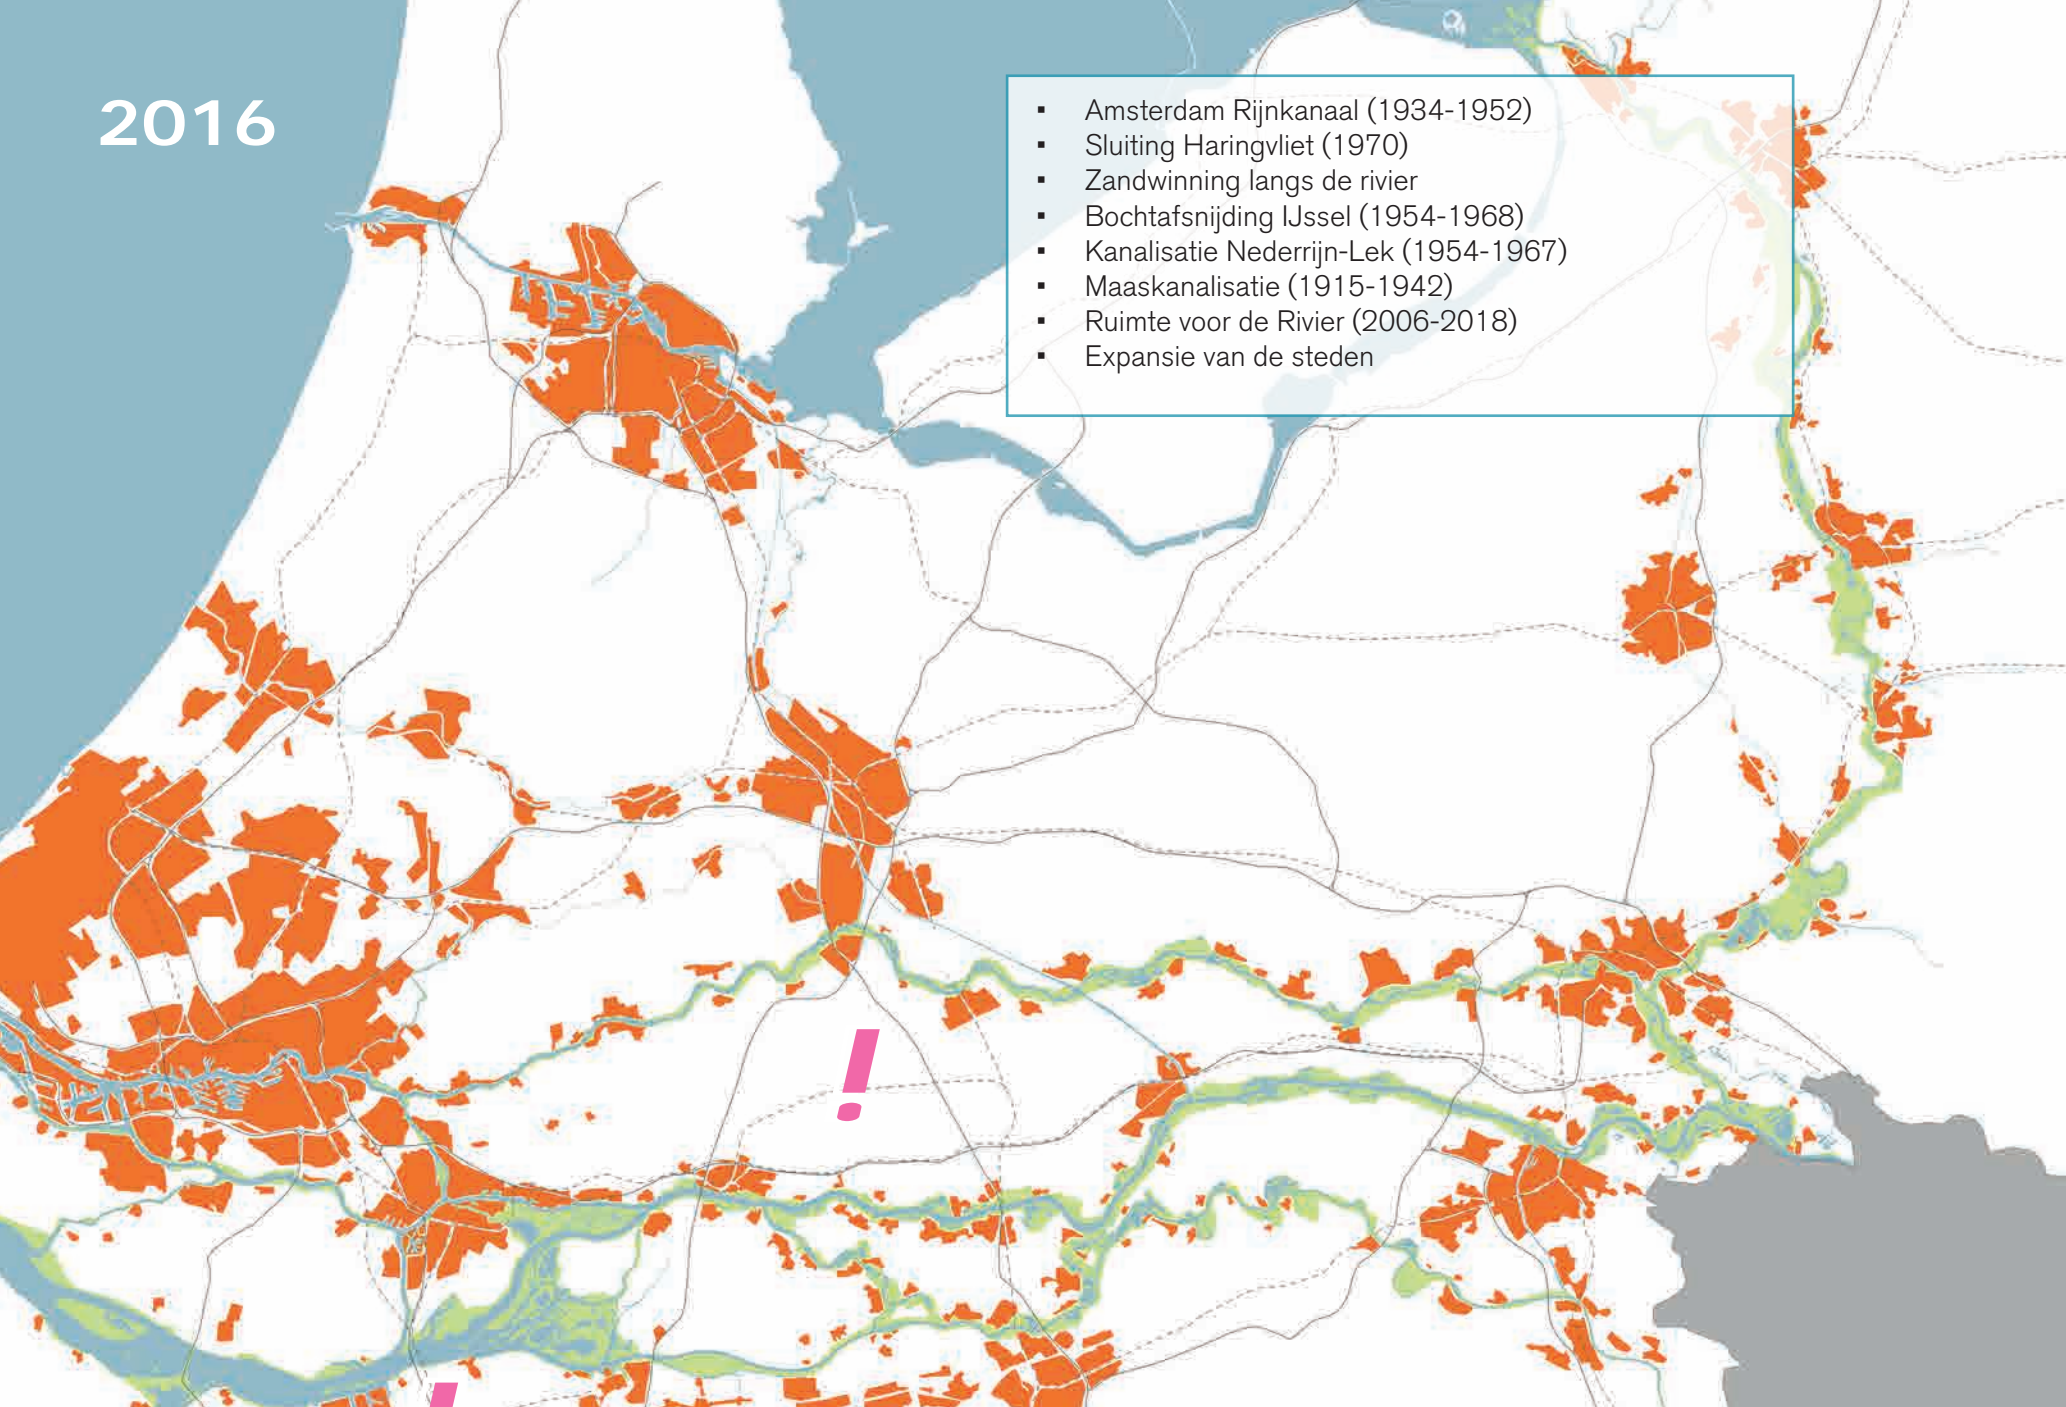 2016
▪ Amsterdam Rijnkanaal (1934-1952)
▪ Sluiting Haringvliet (1970)
▪ Zandwinning langs de rivier
▪ Bochtafsnijding IJssel (1954-1968)
▪ Kanalisatie Nederrijn-Lek (1954-1967)
▪ Maaskanalisatie (1915-1942)
▪ Ruimte voor de Rivier (2006-2018)
▪ Expansie van de steden
!
!